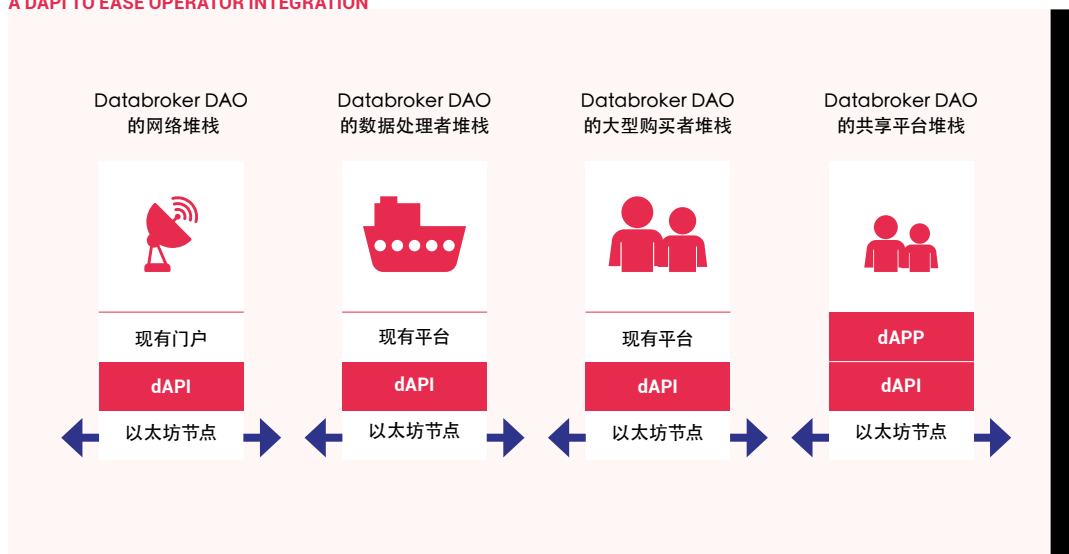 A DAPI TO EASE OPERATOR INTEGRATION
Databroker DAO
的网络堆栈
现有门户
dAPI
以太坊节点
Databroker DAO
的数据处理者堆栈
现有平台
dAPI
以太坊节点
Databroker DAO
的大型购买者堆栈
现有平台
dAPI
以太坊节点
Databroker DAO
的共享平台堆栈
dAPP
dAPI
以太坊节点